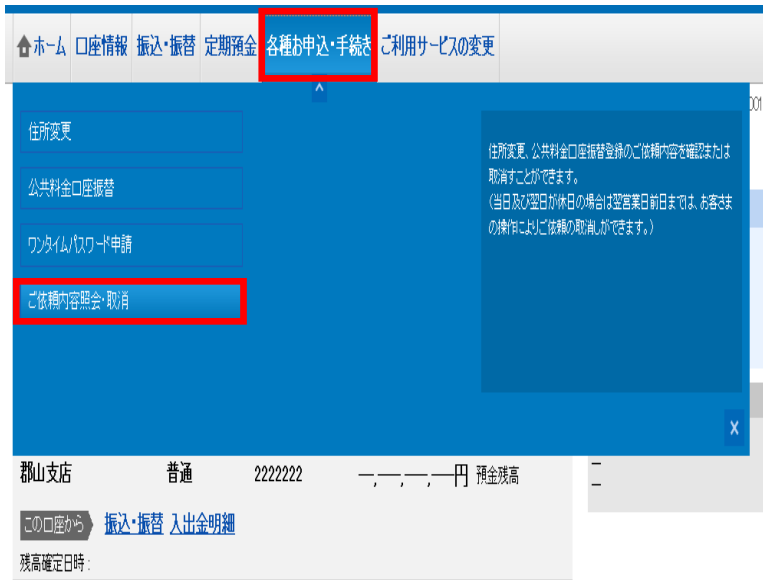 ホーム 口座情報 振込・振替 定期預金 各種お申込・手続き ご利用サービスの変更
001
住所変更
公共料金口座振替
ワンタイムパスワード申請
ご依頼内容照会・取消
住所変更、公共料金口座振替登録のご依頼内容を確認または
取消すことができます。
(当日及び翌日が休日の場合は翌営業日前日までは、お客さま
の操作によりご依頼の取消しができます。)
x
郡山支店 普通 2222222 ―,――,―,――円 預金残高
この口座から 振込・振替 入出金明細
残高確定日時 :